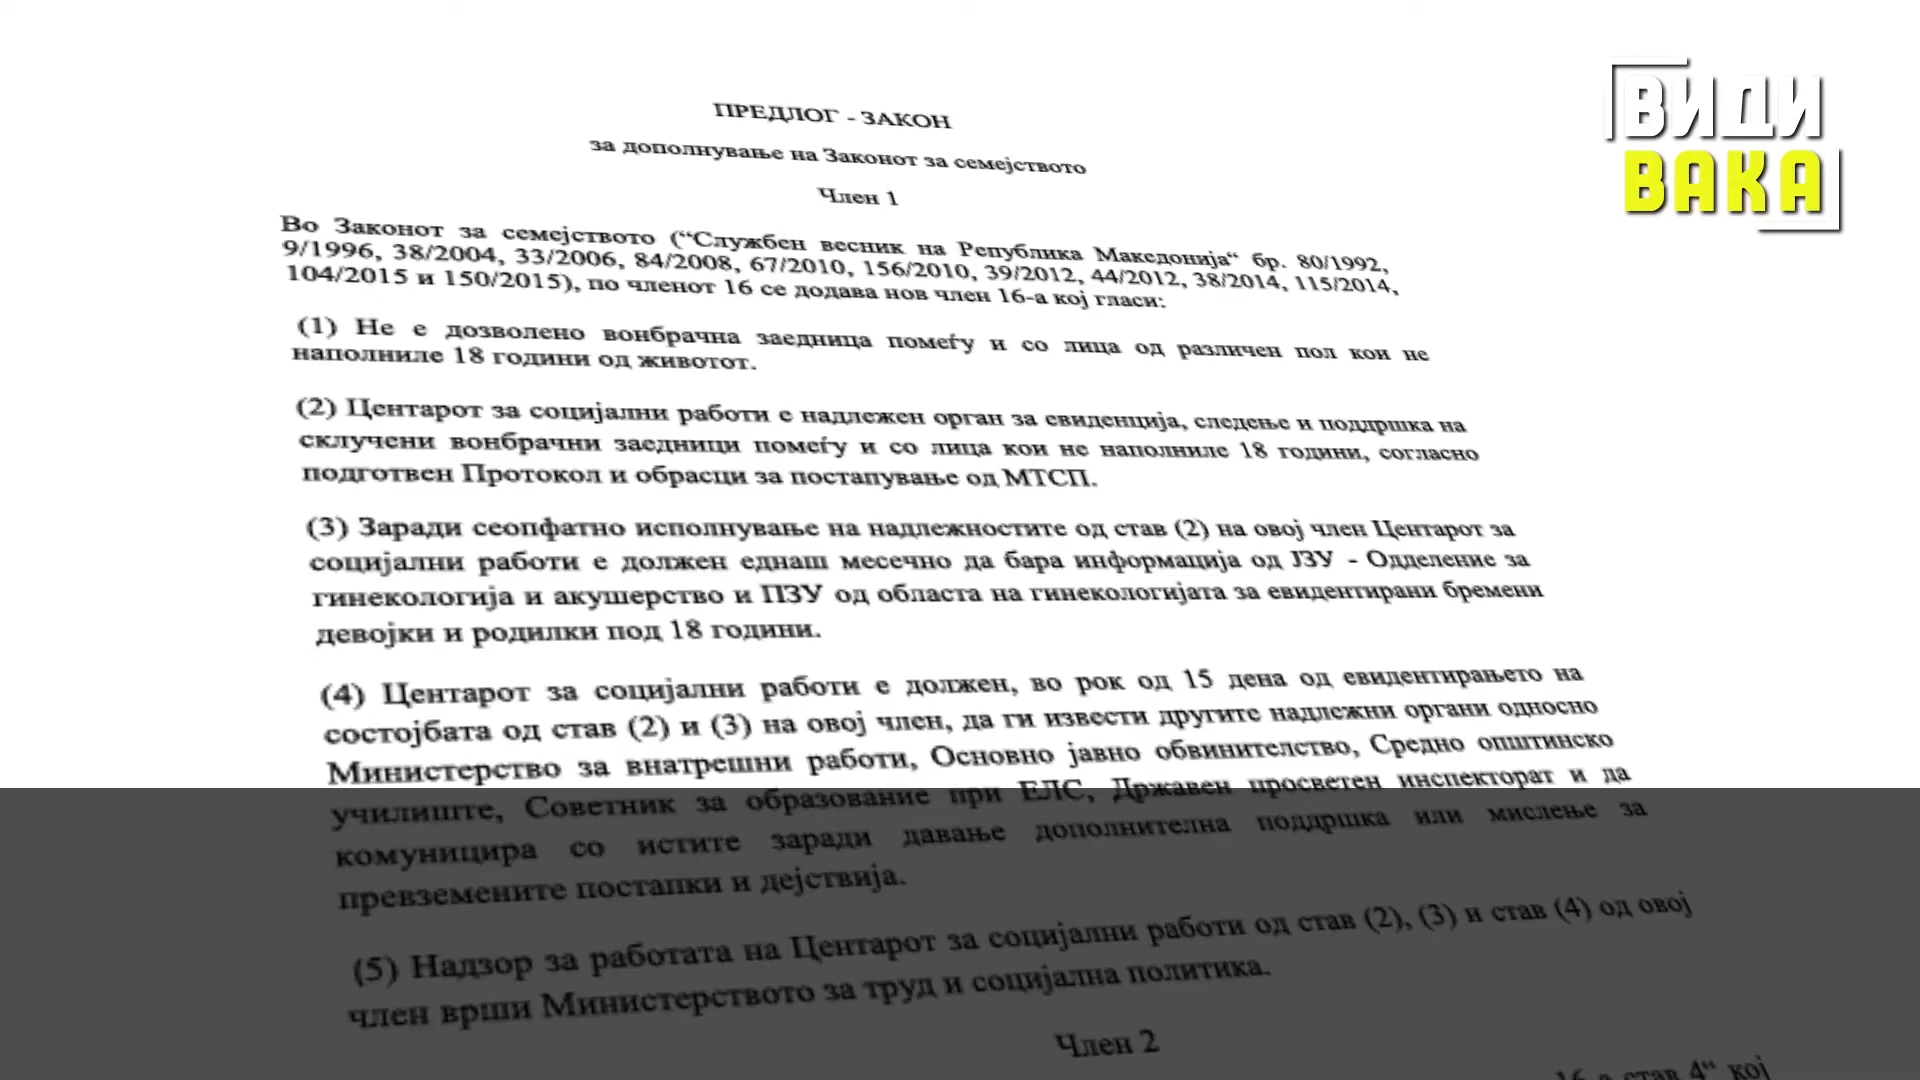 ВИДИ
ВАКА
ПРЕДЛОГ - ЗАКОН
за дополнување на Законот за семејството
Член 1
Во Законот за семејството (“Службен весник на Република Македонија“ бр. 80/1992,
9/1996, 38/2004, 33/2006, 84/2008, 67/2010, 156/2010, 39/2012, 44/2012, 38/2014, 115/2014,
104/2015 и 150/2015), по членот 16 се додава нов член 16-а кој гласи:
(1) Не е дозволено вонбрачна заедница помеѓу и со лица од различен пол кои не
наполниле 18 години од животот.
(2) Центарот за социјални работи е надлежен орган за евиденција, следење и поддршка на
склучени вонбрачни заедници помеѓу и со лица кои не наполниле 18 години, согласно
подготвен Протокол и обрасци за постапување од МТСП.
(3) Заради сеопфатно исполнување на надлежностите од став (2) на овој член Центарот за
социјални работи е должен еднаш месечно да бара информација од ЈЗУ - Одделение за
гинекологија и акушерство и ПЗУ од областа на гинекологијата за евидентирани бремени
девојки и родилки под 18 години.
(4) Центарот за социјални работи е должен, во рок од 15 дена од евидентирањето на
состојбата од став (2) и (3) на овој член, да ги извести другите надлежни органи односно
Министерство за внатрешни работи, Основно јавно обвинителство, Средно општинско
училиште, Советник за образование при ЕЛС, Државен просветен инспекторат и да
комуницира со истите заради давање дополнителна поддршка или мислење за
превземените постапки и дејствија.
(5) Надзор за работата на Центарот за социјални работи од став (2), (3) и став (4) од овој
член врши Министерството за труд и социјална политика.
Член 2
16-а став 4“ кој